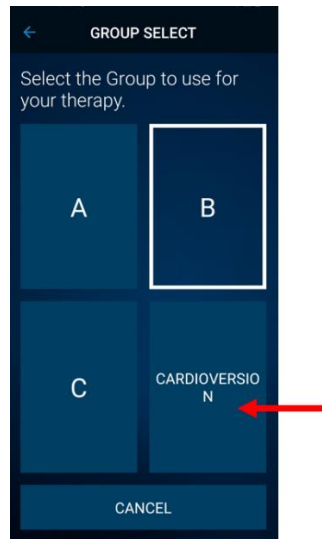 GROUP SELECT
Select the Group to use for
your therapy.
A
B
C
CARDIOVERSIO
N
CANCEL